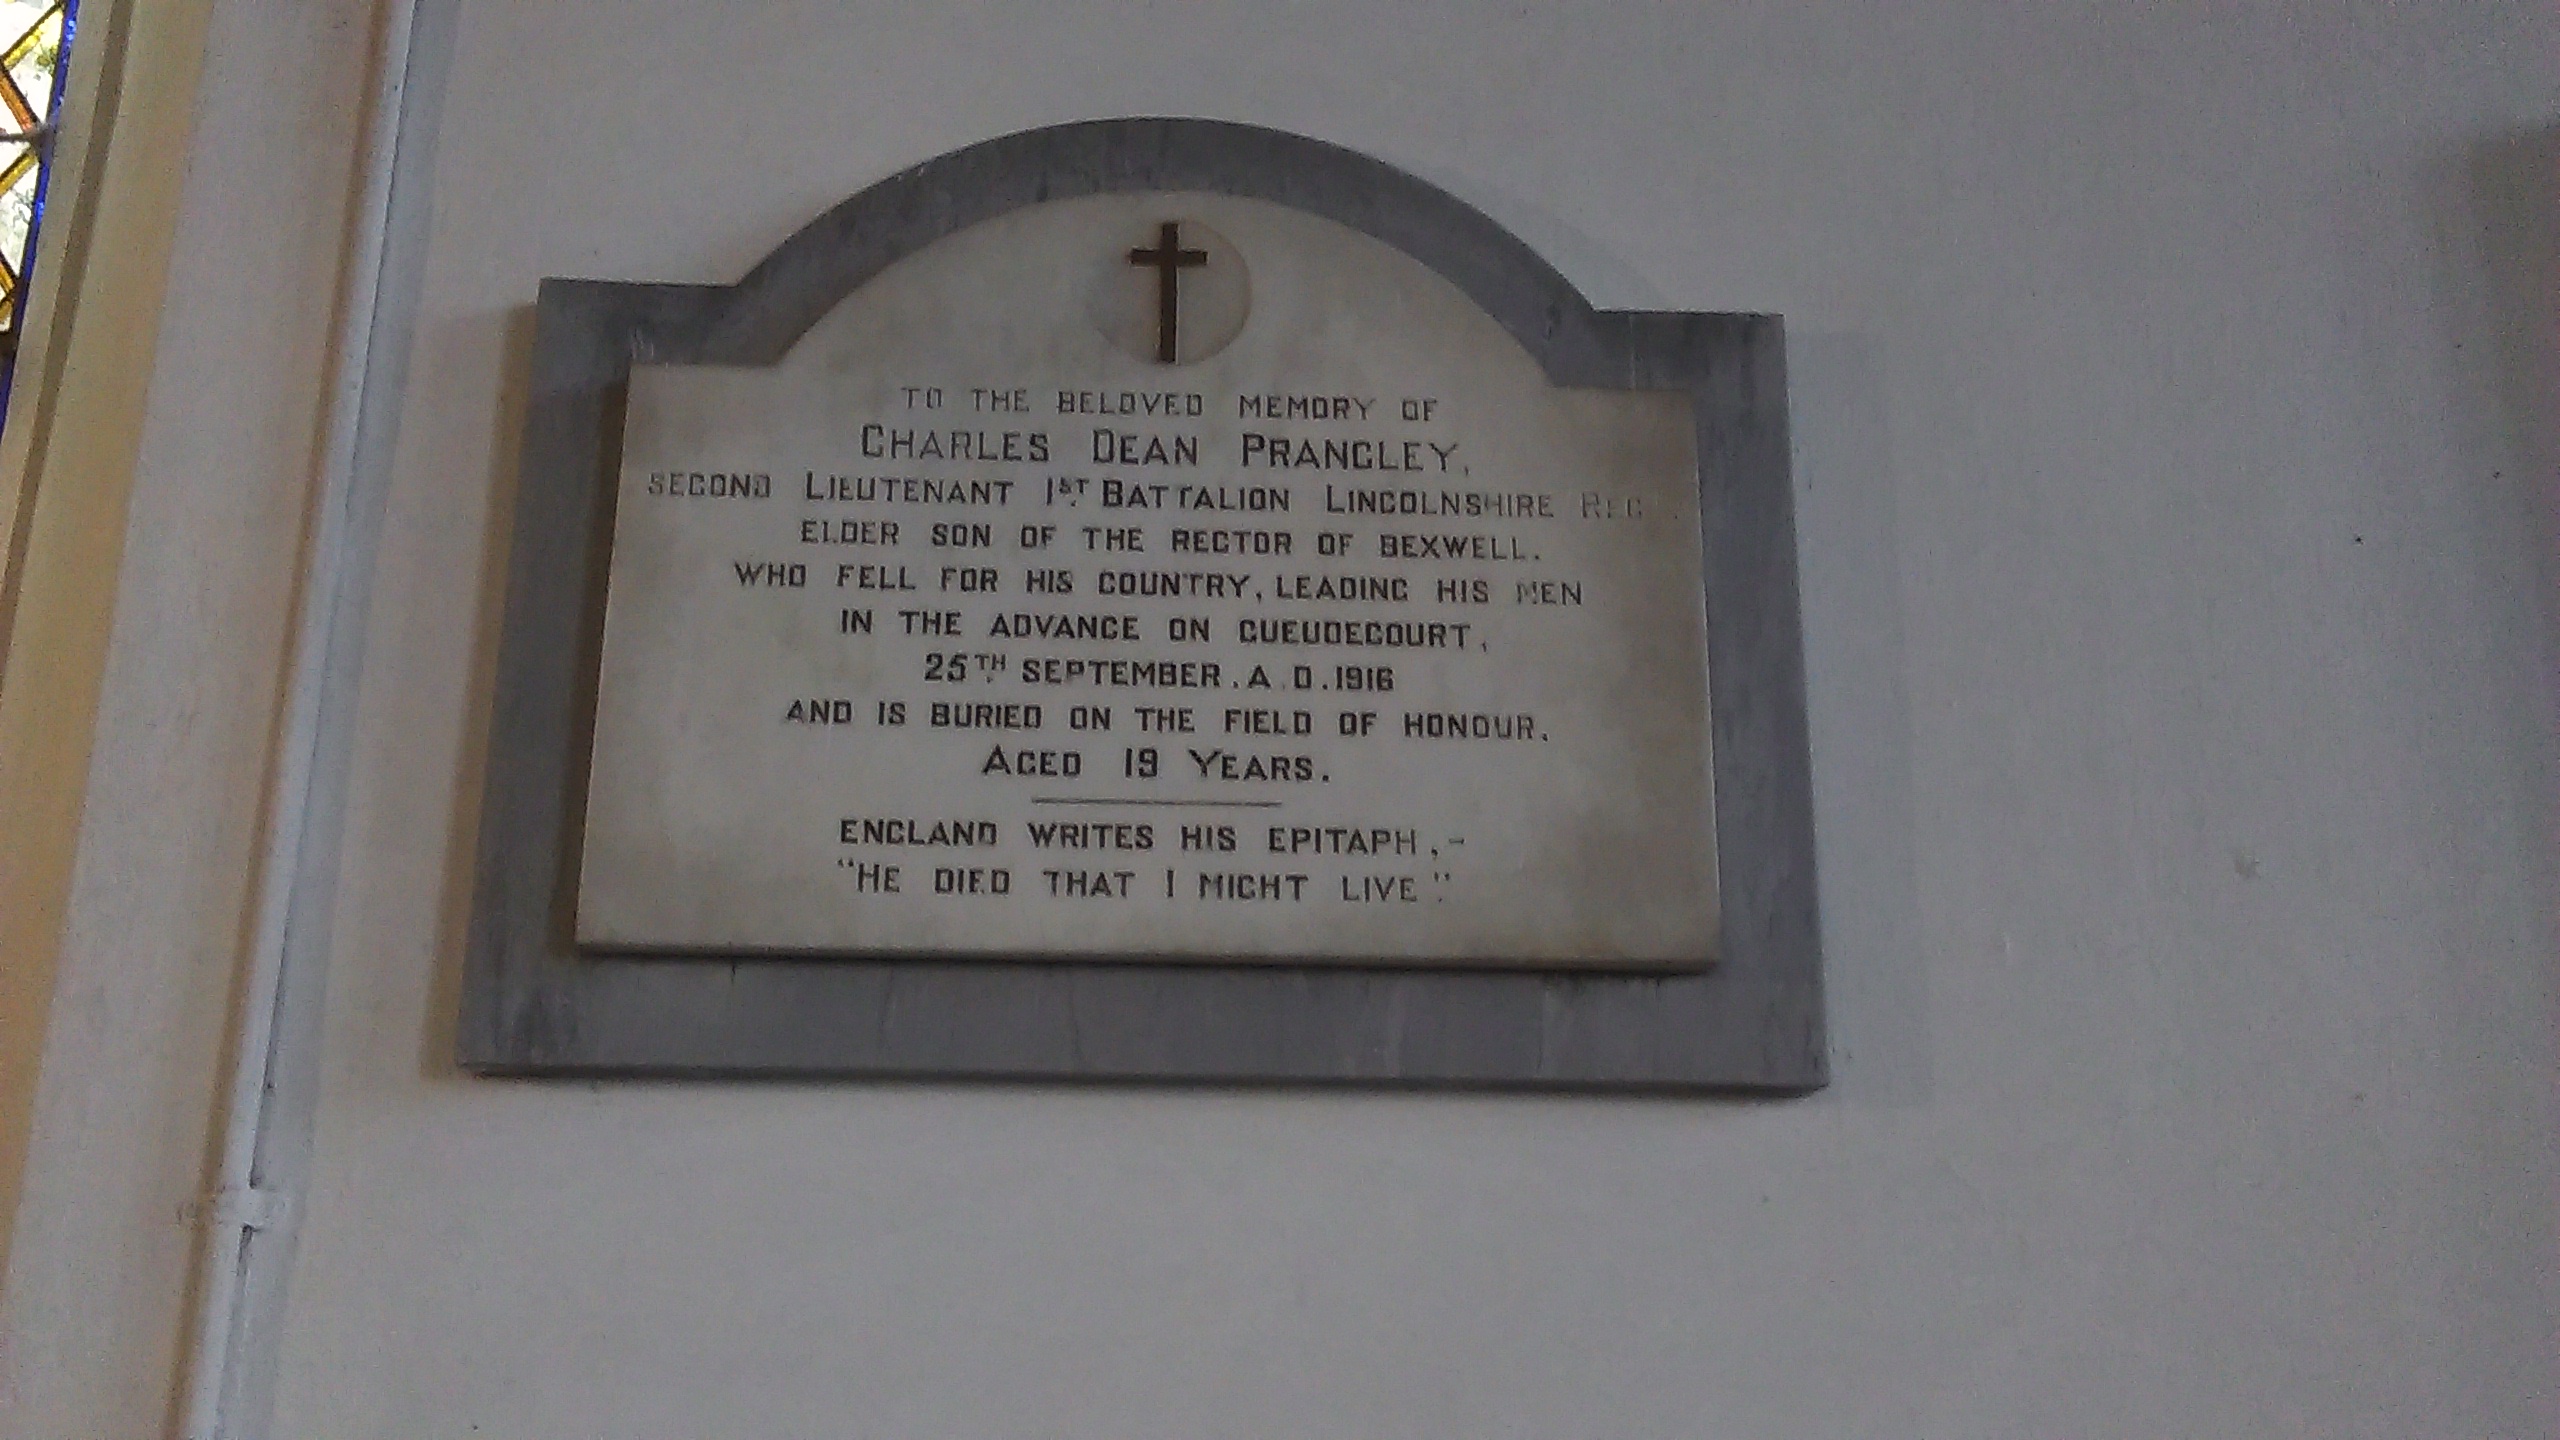 TO THE BELOVED MEMORY OF
CHARLES DEAN PRANGLEY,
SECOND LIEUTENANT 1ST BATTALION LINCOLNSHIRE
ELDER SON OF THE RECTOR OF BEXWELL.
WHO FELL FOR HIS COUNTRY, LEADING HIS MEN
IN THE ADVANCE ON GUEUDECOURT,
25TH SEPTEMBER. A.D. 1916
AND IS BURIED ON THE FIELD OF HONOUR.
AGED 19 YEARS.
ENGLAND WRITES HIS EPITAPH,-
"HE DIED THAT I MIGHT LIVE."